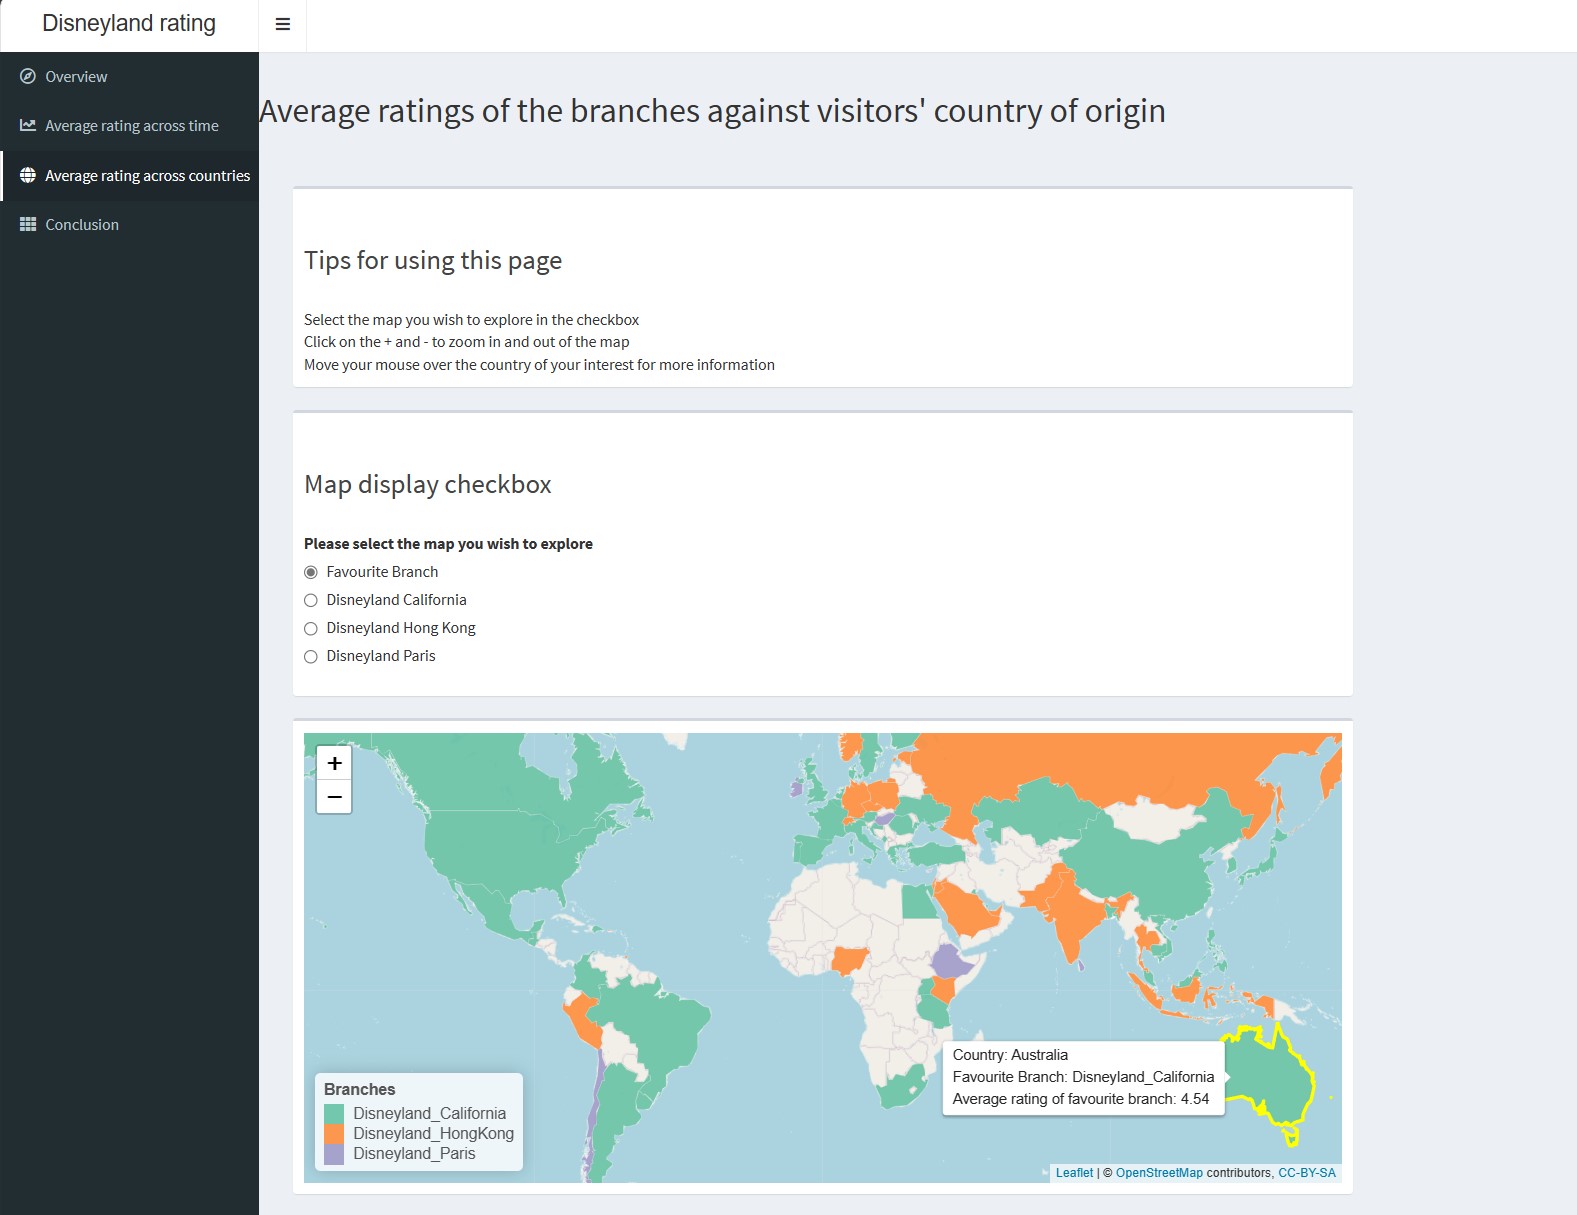 Disneyland rating
Overview
Average rating across time
Average rating across countries
Conclusion
Average ratings of the branches against visitors' country of origin
Tips for using this page
Select the map you wish to explore in the checkbox
Click on the + and - to zoom in and out of the map
Move your mouse over the country of your interest for more information
Map display checkbox
Please select the map you wish to explore
Favourite Branch
Disneyland California
Disneyland Hong Kong
Disneyland Paris
+
−
Country: Australia
Favourite Branch: Disneyland_California
Average rating of favourite branch: 4.54
Branches
Disneyland_California
Disneyland_HongKong
Disneyland_Paris
Leaflet | © OpenStreetMap contributors, CC-BY-SA